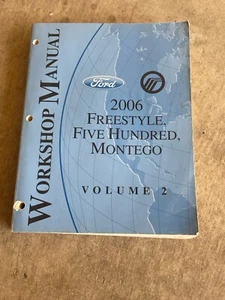 WORKSHOP MANUAL
Ford
2006
FREESTYLE,
FIVE HUNDRED,
MONTEGO
VOLUME 2